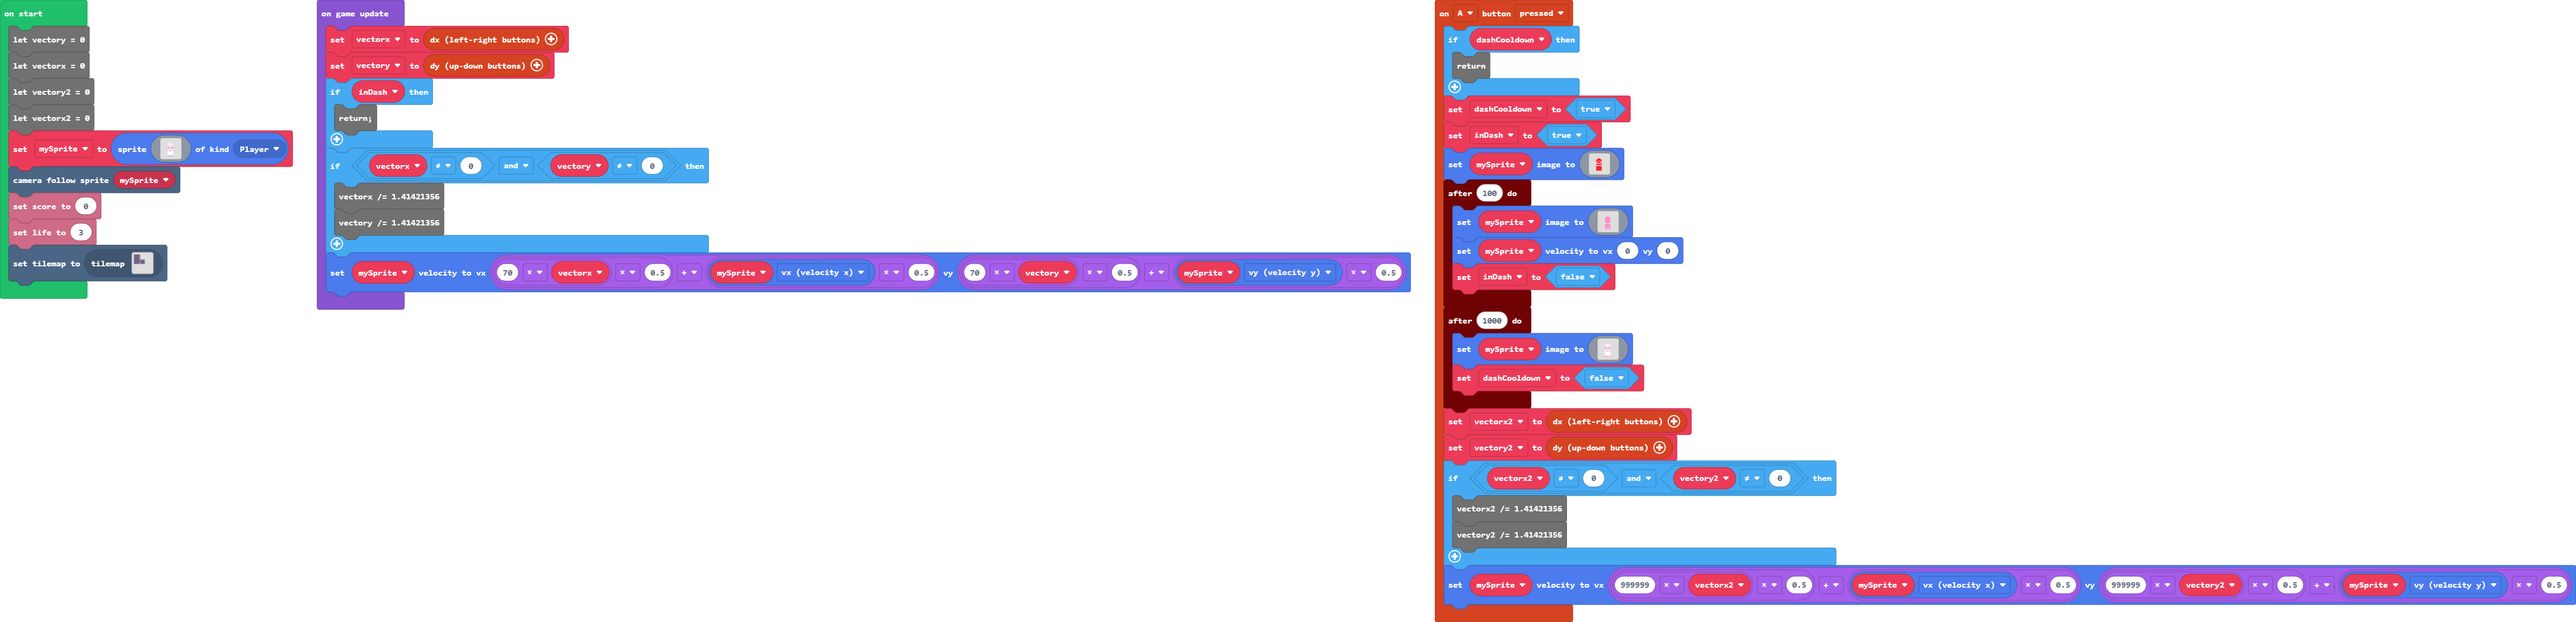 on start
let vectory = 0
let vectorx = 0
let vectory2 = 0
let vectorx2 = 0
set mySprite to sprite of kind Player
camera follow sprite mySprite
set score to 0
set life to 3
set tilemap to tilemap
on game update
set vectorx to dx (left-right buttons)
set vectory to dy (up-down buttons)
if inDash then
return;
if vectorx ≠ 0 and vectory ≠ 0 then
vectorx /= 1.41421356
vectory /= 1.41421356
set mySprite velocity to vx 70 × vectorx × 0.5 + mySprite vx (velocity x) × 0.5 vy 70 × vectory × 0.5 + mySprite vy (velocity y) × 0.5
on A button pressed
if dashCooldown then
return
set dashCooldown to true
set inDash to true
set mySprite image to
after 100 do
set mySprite image to
set mySprite velocity to vx 0 vy 0
set inDash to false
after 1000 do
set mySprite image to
set dashCooldown to false
set vectorx2 to dx (left-right buttons)
set vectory2 to dy (up-down buttons)
if vectorx2 ≠ 0 and vectory2 ≠ 0 then
vectorx2 /= 1.41421356
vectory2 /= 1.41421356
set mySprite velocity to vx 999999 × vectorx2 × 0.5 + mySprite vx (velocity x) × 0.5 vy 999999 × vectory2 × 0.5 + mySprite vy (velocity y) × 0.5